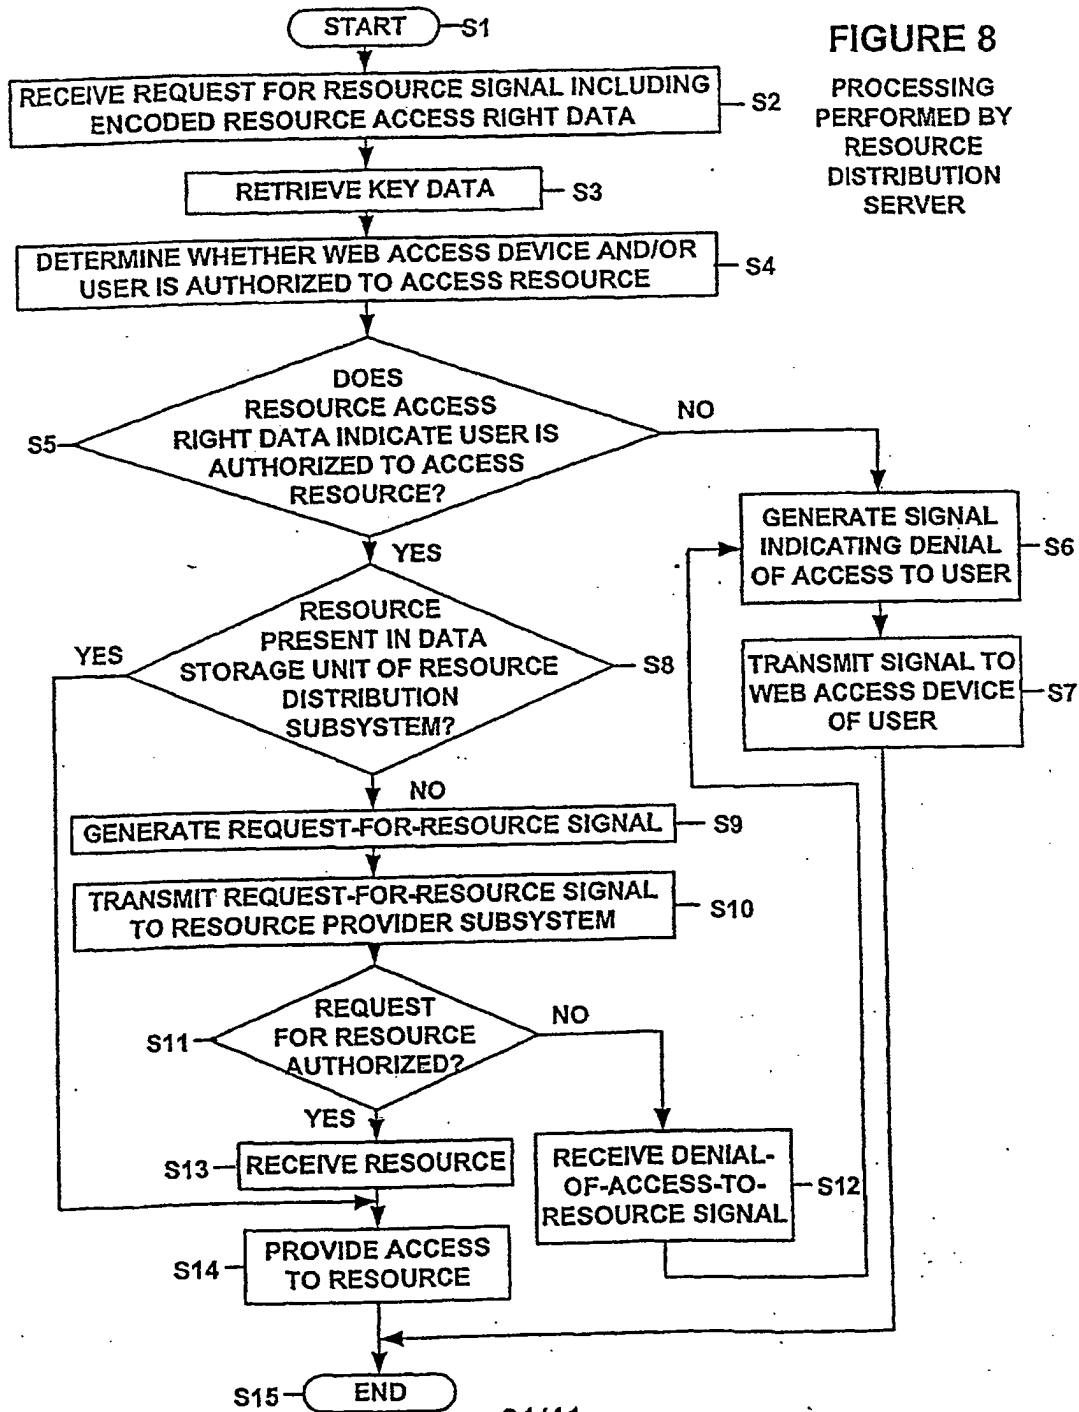 START
S1
FIGURE 8
PROCESSING
PERFORMED BY
RESOURCE
DISTRIBUTION
SERVER
RECEIVE REQUEST FOR RESOURCE SIGNAL INCLUDING
ENCODED RESOURCE ACCESS RIGHT DATA
S2
RETRIEVE KEY DATA
S3
DETERMINE WHETHER WEB ACCESS DEVICE AND/OR
USER IS AUTHORIZED TO ACCESS RESOURCE
S4
DOES
RESOURCE ACCESS
RIGHT DATA INDICATE USER IS
AUTHORIZED TO ACCESS
RESOURCE?
S5
NO
YES
GENERATE SIGNAL
INDICATING DENIAL
OF ACCESS TO USER
S6
TRANSMIT SIGNAL TO
WEB ACCESS DEVICE
OF USER
S7
RESOURCE
PRESENT IN DATA
STORAGE UNIT OF RESOURCE
DISTRIBUTION
SUBSYSTEM?
S8
YES
NO
GENERATE REQUEST-FOR-RESOURCE SIGNAL
S9
TRANSMIT REQUEST-FOR-RESOURCE SIGNAL
TO RESOURCE PROVIDER SUBSYSTEM
S10
REQUEST
FOR RESOURCE
AUTHORIZED?
S11
NO
YES
RECEIVE DENIAL-
OF-ACCESS-TO-
RESOURCE SIGNAL
S12
S13
RECEIVE RESOURCE
S14
PROVIDE ACCESS
TO RESOURCE
S15
END